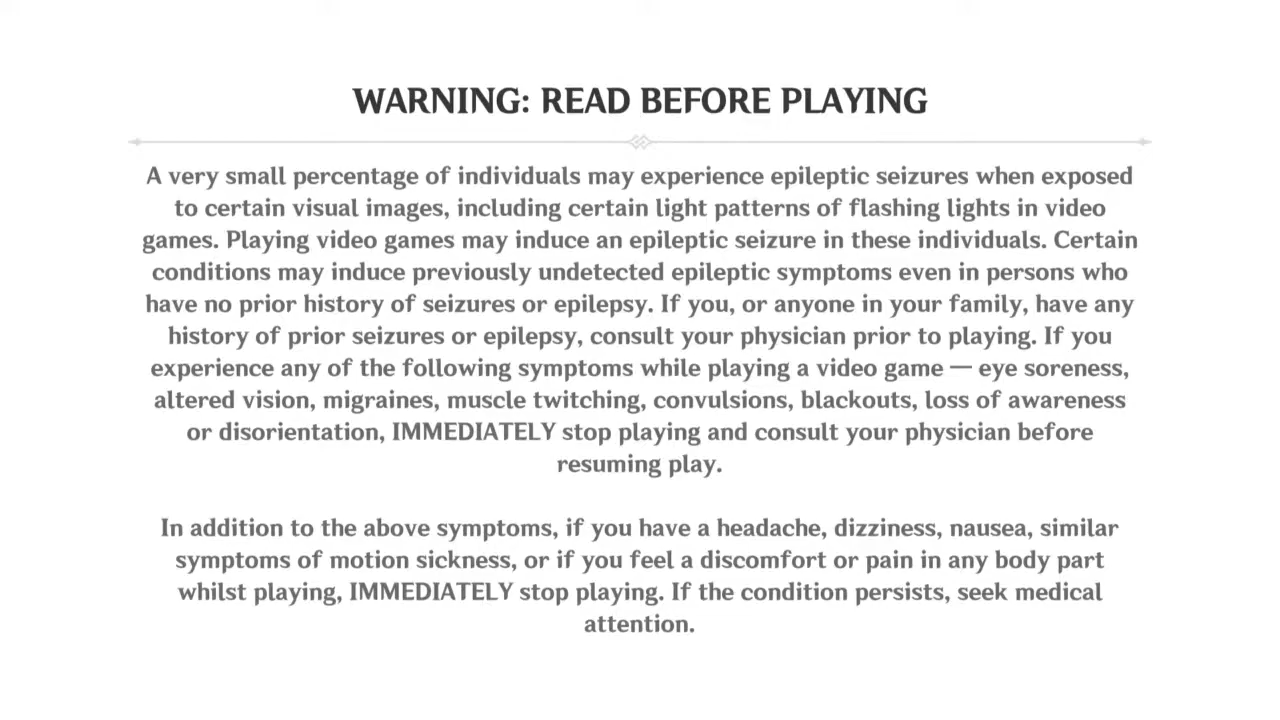 WARNING: READ BEFORE PLAYING
A very small percentage of individuals may experience epileptic seizures when exposed
to certain visual images, including certain light patterns of flashing lights in video
games. Playing video games may induce an epileptic seizure in these individuals. Certain
conditions may induce previously undetected epileptic symptoms even in persons who
have no prior history of seizures or epilepsy. If you, or anyone in your family, have any
history of prior seizures or epilepsy, consult your physician prior to playing. If you
experience any of the following symptoms while playing a video game — eye soreness,
altered vision, migraines, muscle twitching, convulsions, blackouts, loss of awareness
or disorientation, IMMEDIATELY stop playing and consult your physician before
resuming play.
In addition to the above symptoms, if you have a headache, dizziness, nausea, similar
symptoms of motion sickness, or if you feel a discomfort or pain in any body part
whilst playing, IMMEDIATELY stop playing. If the condition persists, seek medical
attention.